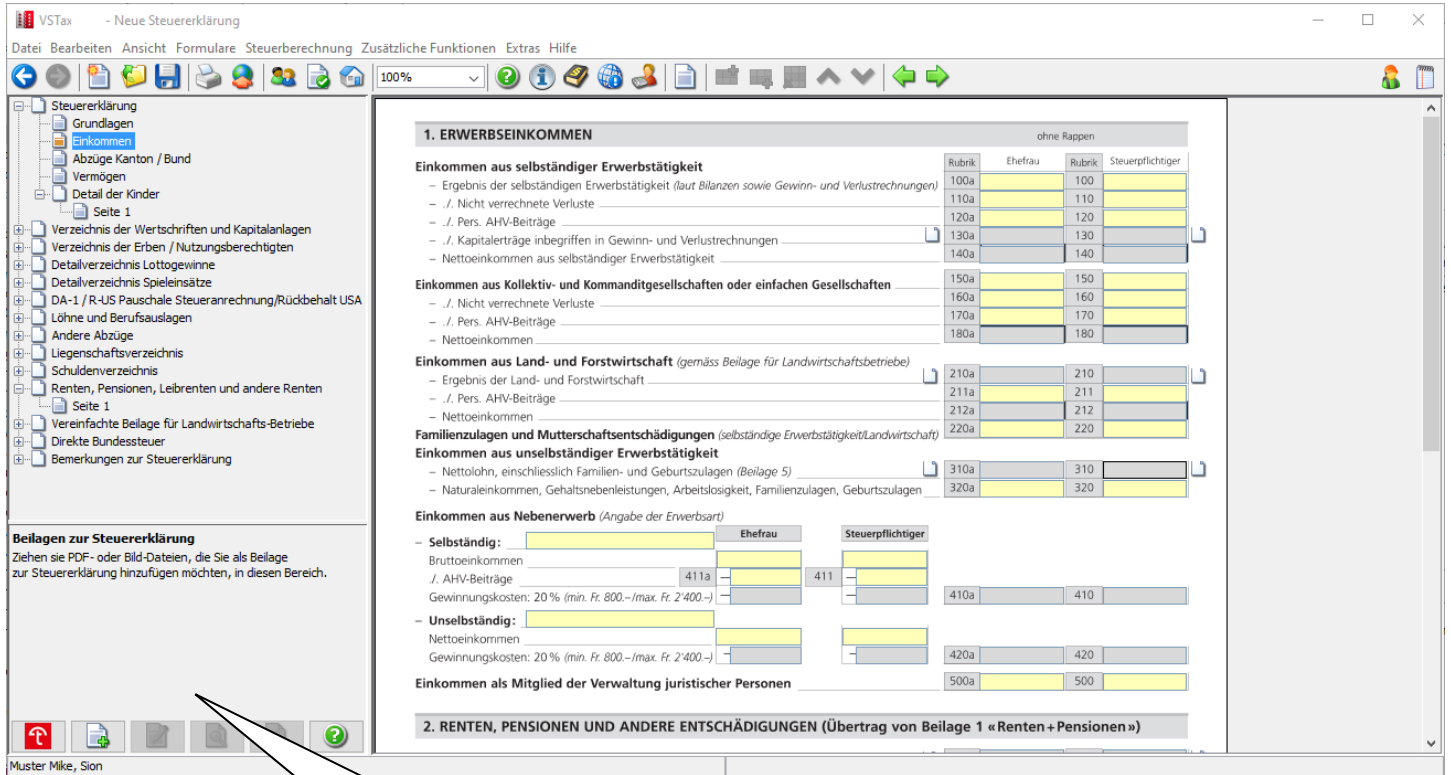 VSTax - Neue Steuererklärung
Datei Bearbeiten Ansicht Formulare Steuerberechnung Zusätzliche Funktionen Extras Hilfe
100%
Steuererklärung
Grundlagen
Einkommen
Abzüge Kanton / Bund
Vermögen
Detail der Kinder
Seite 1
Verzeichnis der Wertschriften und Kapitalanlagen
Verzeichnis der Erben / Nutzungsberechtigten
Detailverzeichnis Lottogewinne
Detailverzeichnis Spieleinsätze
DA-1 / R-US Pauschale Steueranrechnung/Rückbehalt USA
Löhne und Berufsauslagen
Andere Abzüge
Liegenschaftsverzeichnis
Schuldenverzeichnis
Renten, Pensionen, Leibrenten und andere Renten
Seite 1
Vereinfachte Beilage für Landwirtschafts-Betriebe
Direkte Bundessteuer
Bemerkungen zur Steuererklärung
Beilagen zur Steuererklärung
Ziehen sie PDF- oder Bild-Dateien, die Sie als Beilage
zur Steuererklärung hinzufügen möchten, in diesen Bereich.
1. ERWERBSEINKOMMEN ohne Rappen
Einkommen aus selbständiger Erwerbstätigkeit Rubrik Ehefrau Rubrik Steuerpflichtiger
– Ergebnis der selbständigen Erwerbstätigkeit (laut Bilanzen sowie Gewinn- und Verlustrechnungen) 100a 100
– ./. Nicht verrechnete Verluste 110a 110
– ./. Pers. AHV-Beiträge 120a 120
– ./. Kapitalerträge inbegriffen in Gewinn- und Verlustrechnungen 130a 130
– Nettoeinkommen aus selbständiger Erwerbstätigkeit 140a 140
Einkommen aus Kollektiv- und Kommanditgesellschaften oder einfachen Gesellschaften 150a 150
– ./. Nicht verrechnete Verluste 160a 160
– ./. Pers. AHV-Beiträge 170a 170
– Nettoeinkommen 180a 180
Einkommen aus Land- und Forstwirtschaft (gemäss Beilage für Landwirtschaftsbetriebe)
– Ergebnis der Land- und Forstwirtschaft 210a 210
– ./. Pers. AHV-Beiträge 211a 211
– Nettoeinkommen 212a 212
Familienzulagen und Mutterschaftsentschädigungen (selbständige Erwerbstätigkeit/Landwirtschaft) 220a 220
Einkommen aus unselbständiger Erwerbstätigkeit
– Nettolohn, einschliesslich Familien- und Geburtszulagen (Beilage 5) 310a 310
– Naturaleinkommen, Gehaltsnebenleistungen, Arbeitslosigkeit, Familienzulagen, Geburtszulagen 320a 320
Einkommen aus Nebenerwerb (Angabe der Erwerbsart)
– Selbständig: Ehefrau Steuerpflichtiger
Bruttoeinkommen
./. AHV-Beiträge 411a – 411 –
Gewinnungskosten: 20 % (min. Fr. 800.–/max. Fr. 2'400.–) – – 410a 410
– Unselbständig:
Nettoeinkommen
Gewinnungskosten: 20 % (min. Fr. 800.–/max. Fr. 2'400.–) – – 420a 420
Einkommen als Mitglied der Verwaltung juristischer Personen 500a 500
2. RENTEN, PENSIONEN UND ANDERE ENTSCHÄDIGUNGEN (Übertrag von Beilage 1 «Renten+Pensionen»)
Muster Mike, Sion